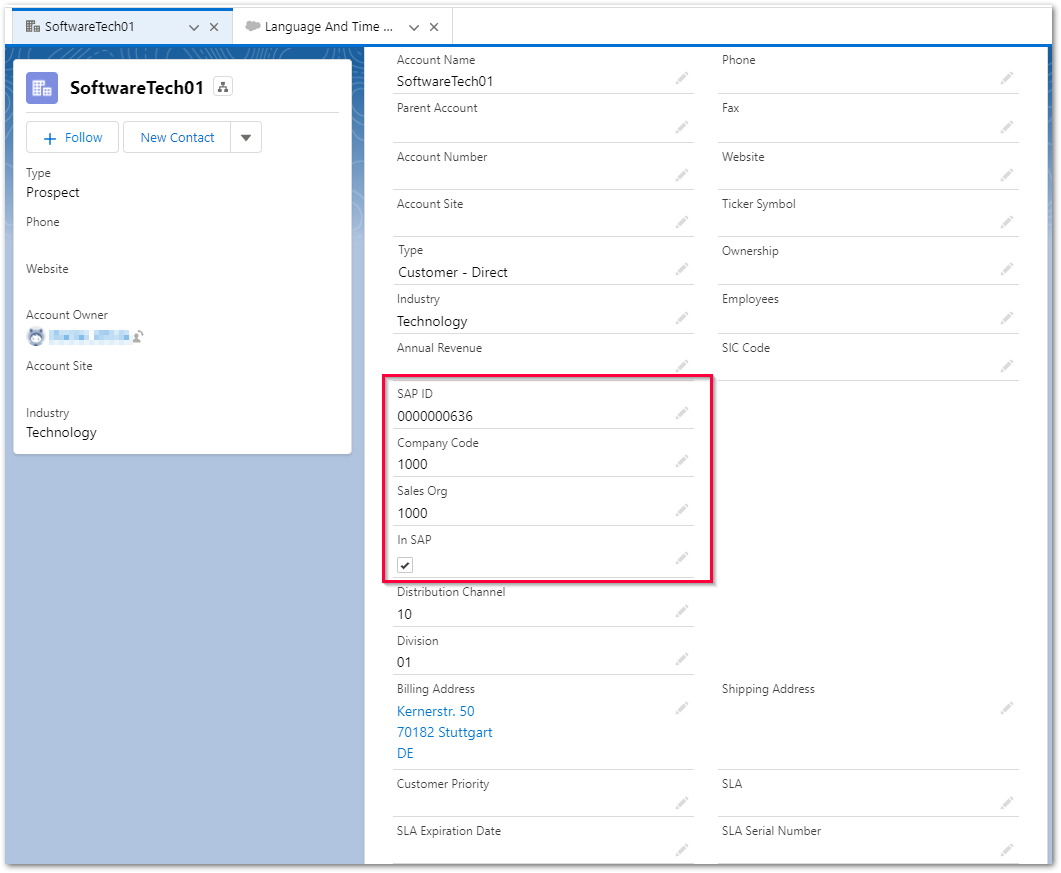 SoftwareTech01
Language And Time ...
SoftwareTech01
Follow
New Contact
Type
Prospect
Phone
Website
Account Owner
Account Site
Industry
Technology
Account Name
SoftwareTech01
Phone
Parent Account
Fax
Account Number
Website
Account Site
Ticker Symbol
Type
Customer - Direct
Ownership
Industry
Technology
Employees
Annual Revenue
SIC Code
SAP ID
0000000636
Company Code
1000
Sales Org
1000
In SAP
Distribution Channel
10
Division
01
Billing Address
Kernerstr. 50
70182 Stuttgart
DE
Shipping Address
Customer Priority
SLA
SLA Expiration Date
SLA Serial Number